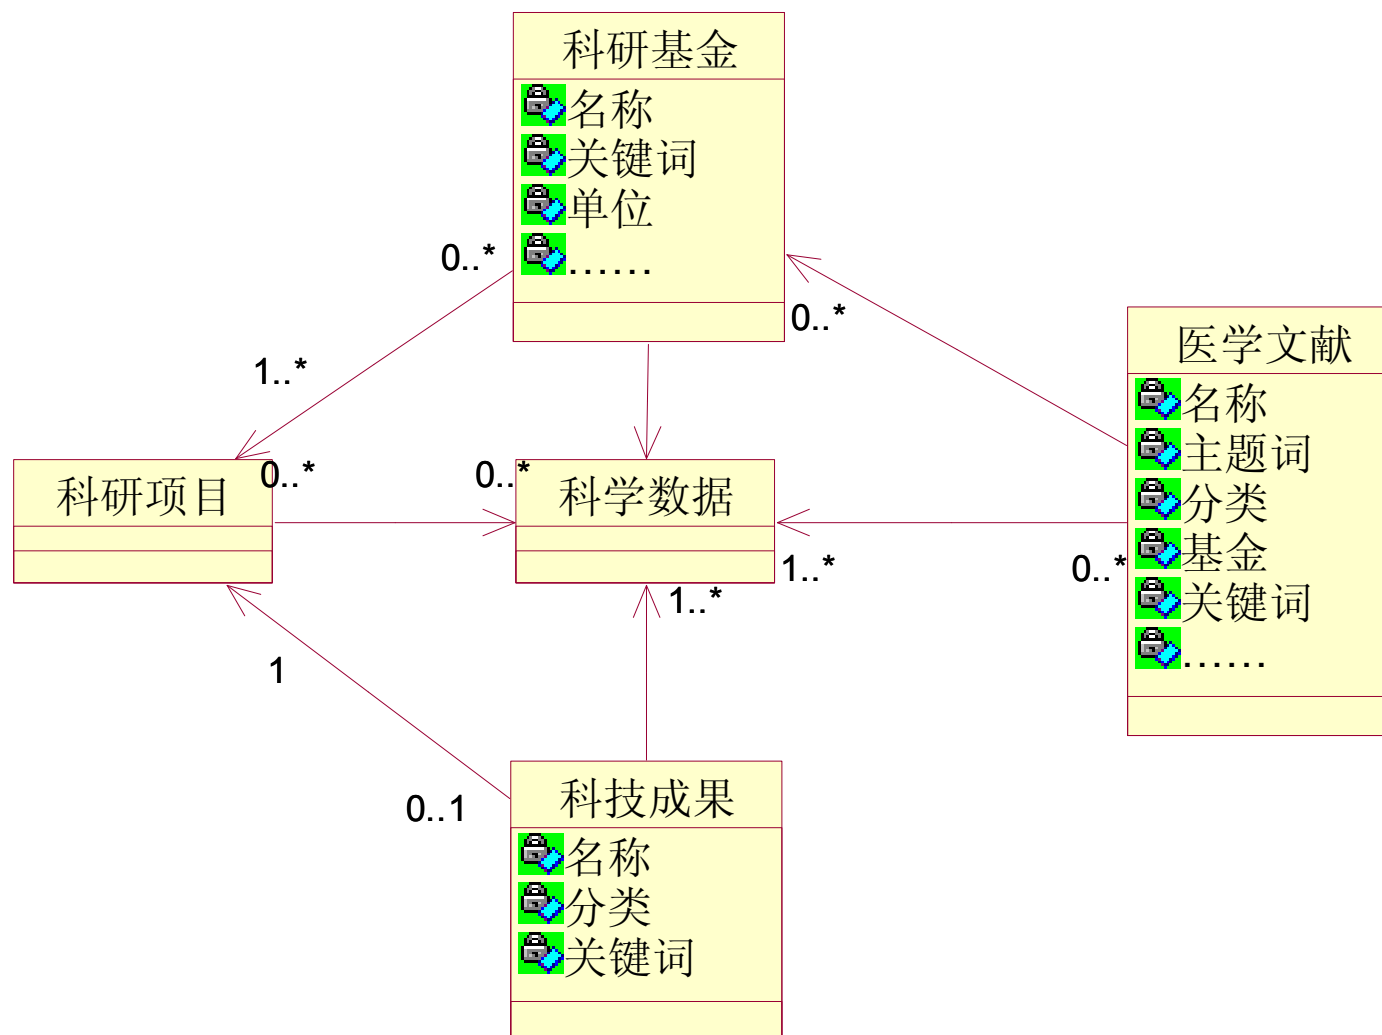 科研基金
名称
关键词
单位
......
0..*
0..*
1..*
医学文献
名称
主题词
分类
基金
关键词
......
科研项目
0..*
0..*
科学数据
1..*
0..*
1..*
1
0..1
科技成果
名称
分类
关键词